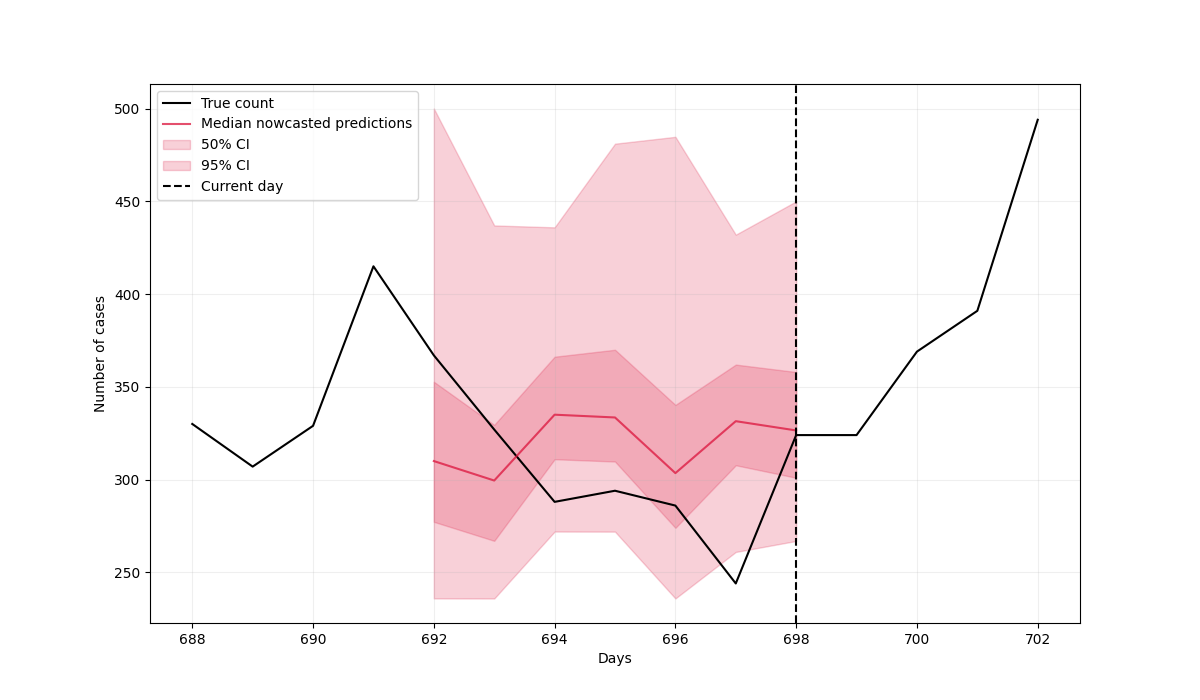 True count
Median nowcasted predictions
50% CI
95% CI
Current day
500
450
400
350
300
250
Number of cases
688 690 692 694 696 698 700 702
Days